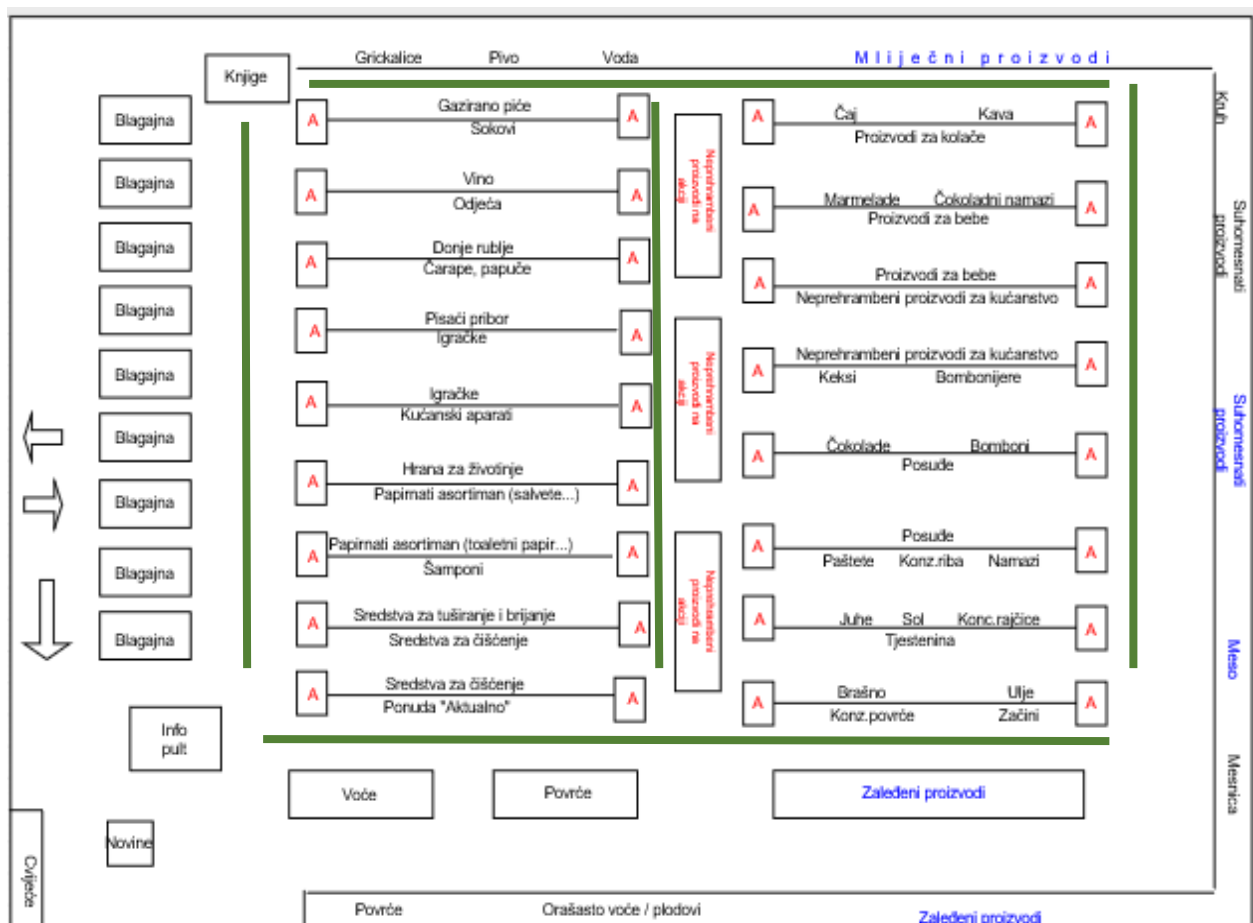 Grickalice Pivo Voda Mliječni proizvodi
Knjige
Blagajna
Blagajna
Blagajna
Blagajna
Blagajna
Blagajna
Blagajna
Blagajna
Blagajna
A Gazirano piće A
Sokovi
A Vino A
Odjeća
A Donje rublje A
Čarape, papuče
A Pisaći pribor A
Igračke
A Igračke A
Kućanski aparati
A Hrana za životinje A
Papirnati asortiman (salvete...)
A Papirnati asortiman (toaletni papir...) A
Šamponi
A Sredstva za tuširanje i brijanje A
Sredstva za čišćenje
A Sredstva za čišćenje A
Ponuda "Aktualno"
Neprehramboni
proizvodi na
akciji
Neprehramboni
proizvodi na
akciji
Neprehramboni
proizvodi na
akciji
A Čaj Kava A
Proizvodi za kolače
A Marmelade Čokoladni namazi A
Proizvodi za bebe
A Proizvodi za bebe A
Neprehrambeni proizvodi za kućanstvo
A Neprehrambeni proizvodi za kućanstvo A
Keksi Bombonijere
A Čokolade Bomboni A
Posuđe
A Posuđe A
Paštete Konz.riba Namazi
A Juhe Sol Konc.rajčice A
Tjestenina
A Brašno Ulje A
Konz.povrće Začini
Kruh
Suhomesnati
proizvodi
Suhomesnati
proizvodi
Meso
Mesnica
Info
pult
Voće
Povrće
Zaleđeni proizvodi
Novine
Cvijeće
Povrće Orašasto voće / plodovi Zaleđeni proizvodi